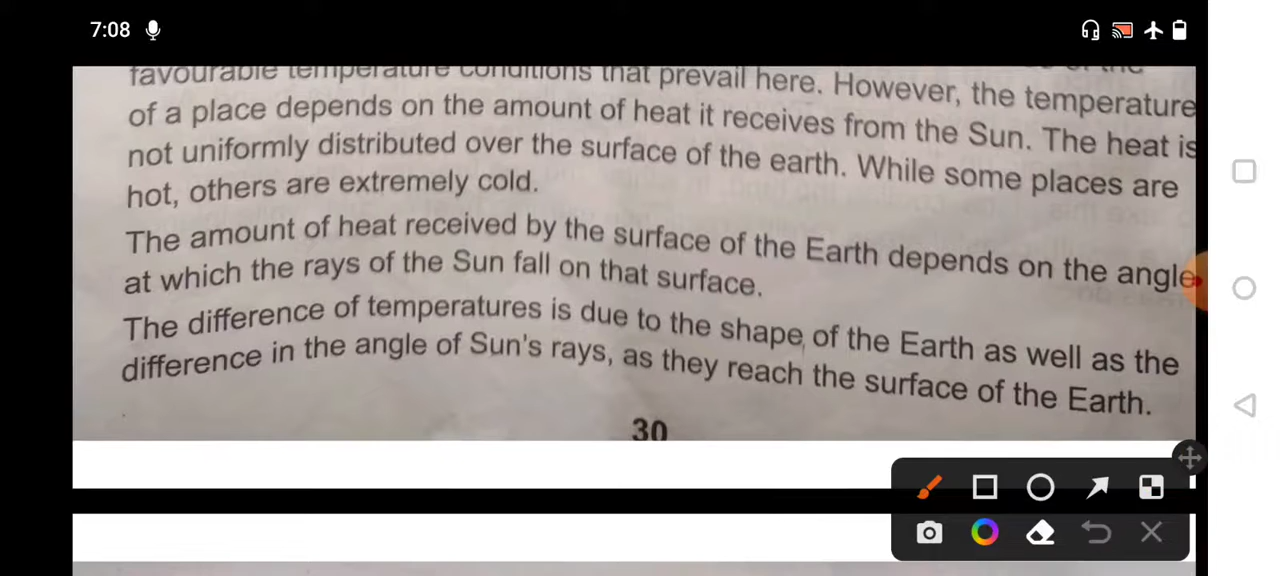 7:08
favourable temperature conditions that prevail here. However, the temperature
of a place depends on the amount of heat it receives from the Sun. The heat is
not uniformly distributed over the surface of the earth. While some places are
hot, others are extremely cold.
The amount of heat received by the surface of the Earth depends on the angle
at which the rays of the Sun fall on that surface.
The difference of temperatures is due to the shape of the Earth as well as the
difference in the angle of Sun's rays, as they reach the surface of the Earth.
30